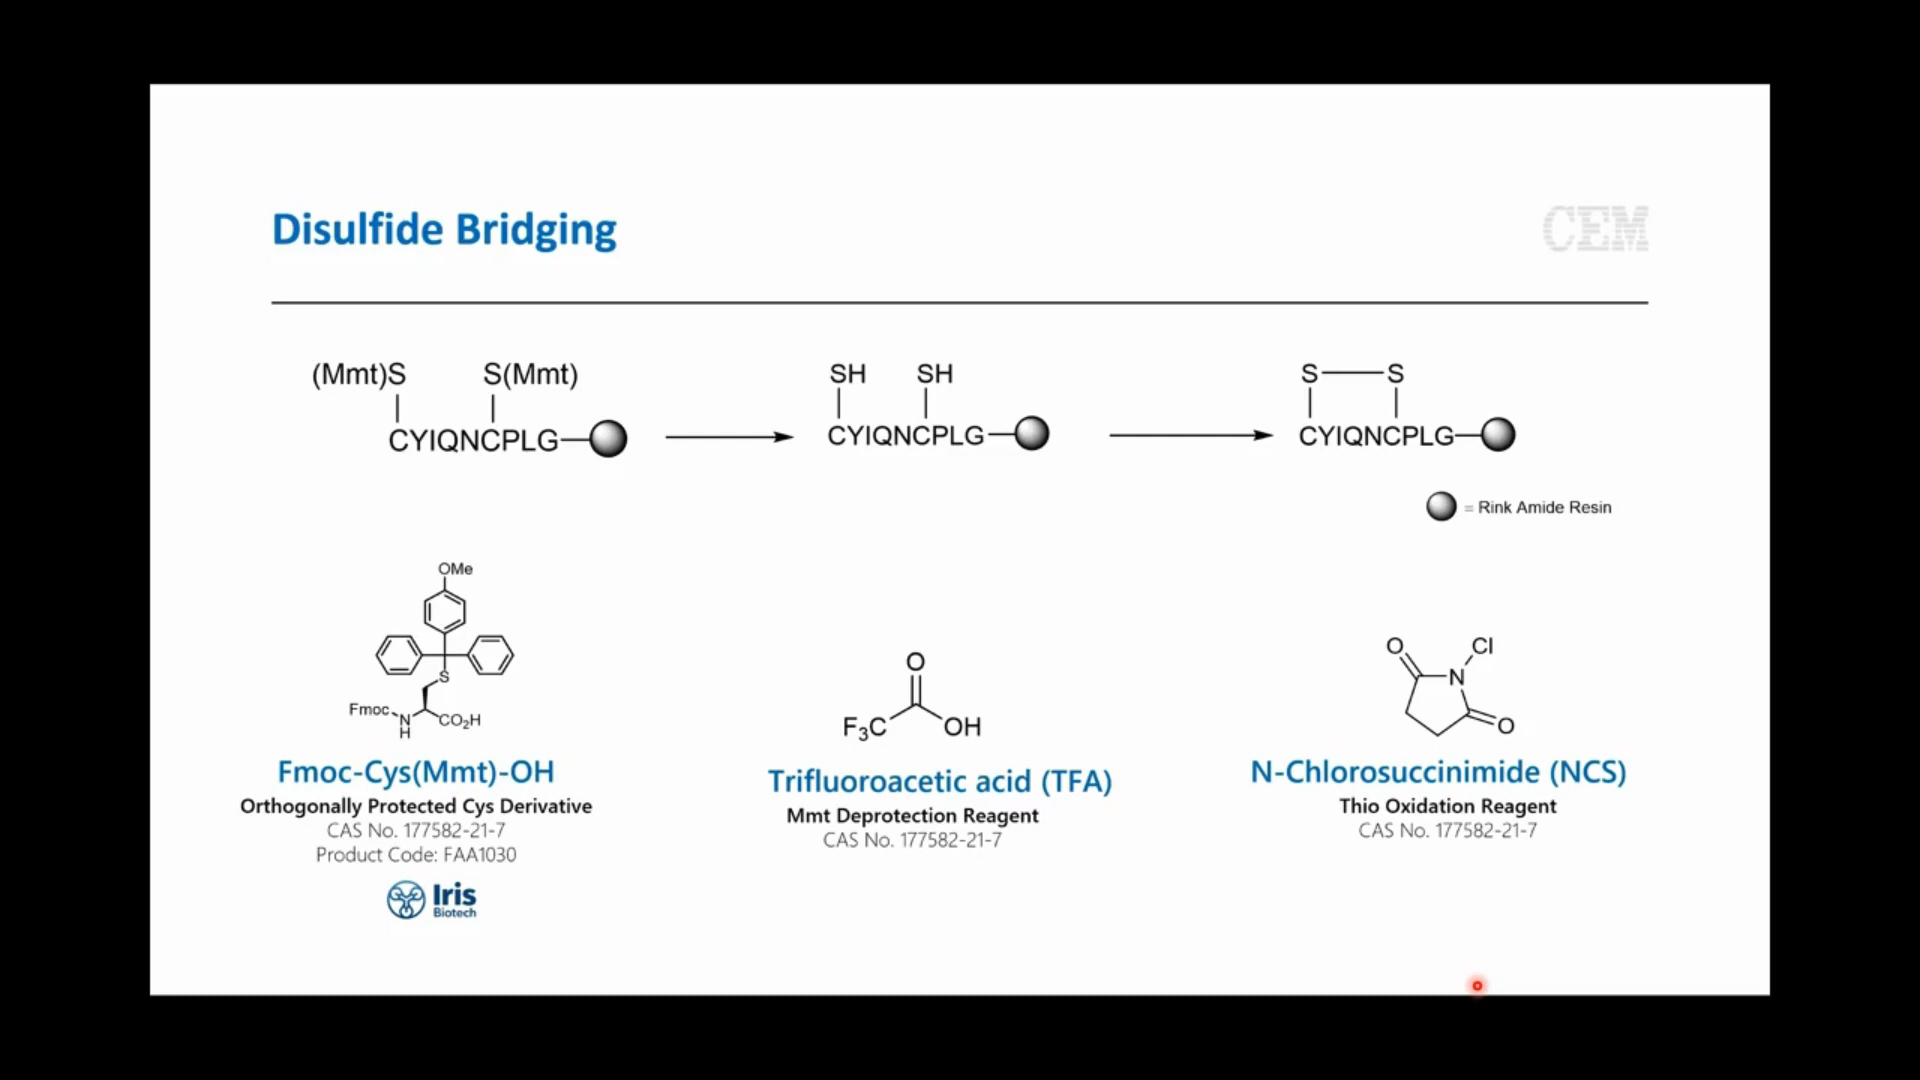 Disulfide Bridging
CEM
(Mmt)S S(Mmt)
CYIQNCPLG
SH SH
CYIQNCPLG
S S
CYIQNCPLG
= Rink Amide Resin
OMe
S
Fmoc N H CO₂H
Fmoc-Cys(Mmt)-OH
Orthogonally Protected Cys Derivative
CAS No. 177582-21-7
Product Code: FAA1030
Iris
Biotech
O
F₃C OH
Trifluoroacetic acid (TFA)
Mmt Deprotection Reagent
CAS No. 177582-21-7
O Cl
N
O
N-Chlorosuccinimide (NCS)
Thio Oxidation Reagent
CAS No. 177582-21-7